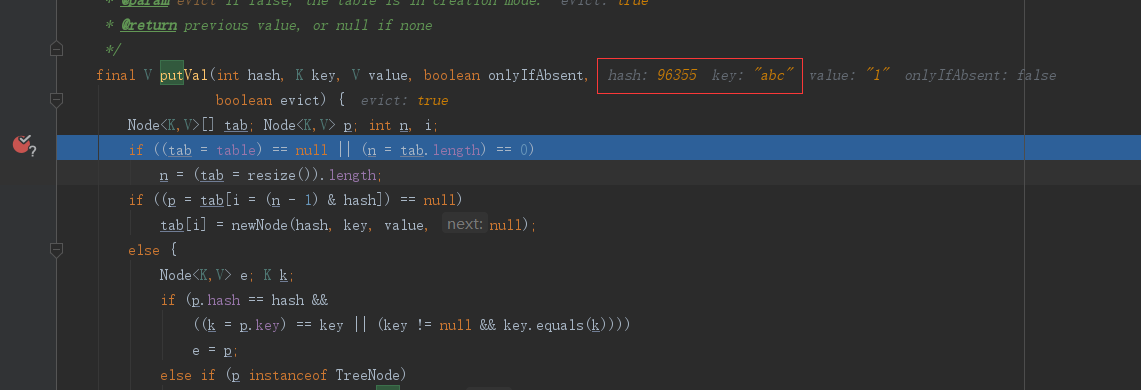 * @param evict if false, the table is in creation mode. evict: true
* @return previous value, or null if none
*/
final V putVal(int hash, K key, V value, boolean onlyIfAbsent, hash: 96355 key: "abc" value: "1" onlyIfAbsent: false
boolean evict) { evict: true
Node<K,V>[] tab; Node<K,V> p; int n, i;
if ((tab = table) == null || (n = tab.length) == 0)
n = (tab = resize()).length;
if ((p = tab[i = (n - 1) & hash]) == null)
tab[i] = newNode(hash, key, value, next: null);
else {
Node<K,V> e; K k;
if (p.hash == hash &&
((k = p.key) == key || (key != null && key.equals(k))))
e = p;
else if (p instanceof TreeNode)